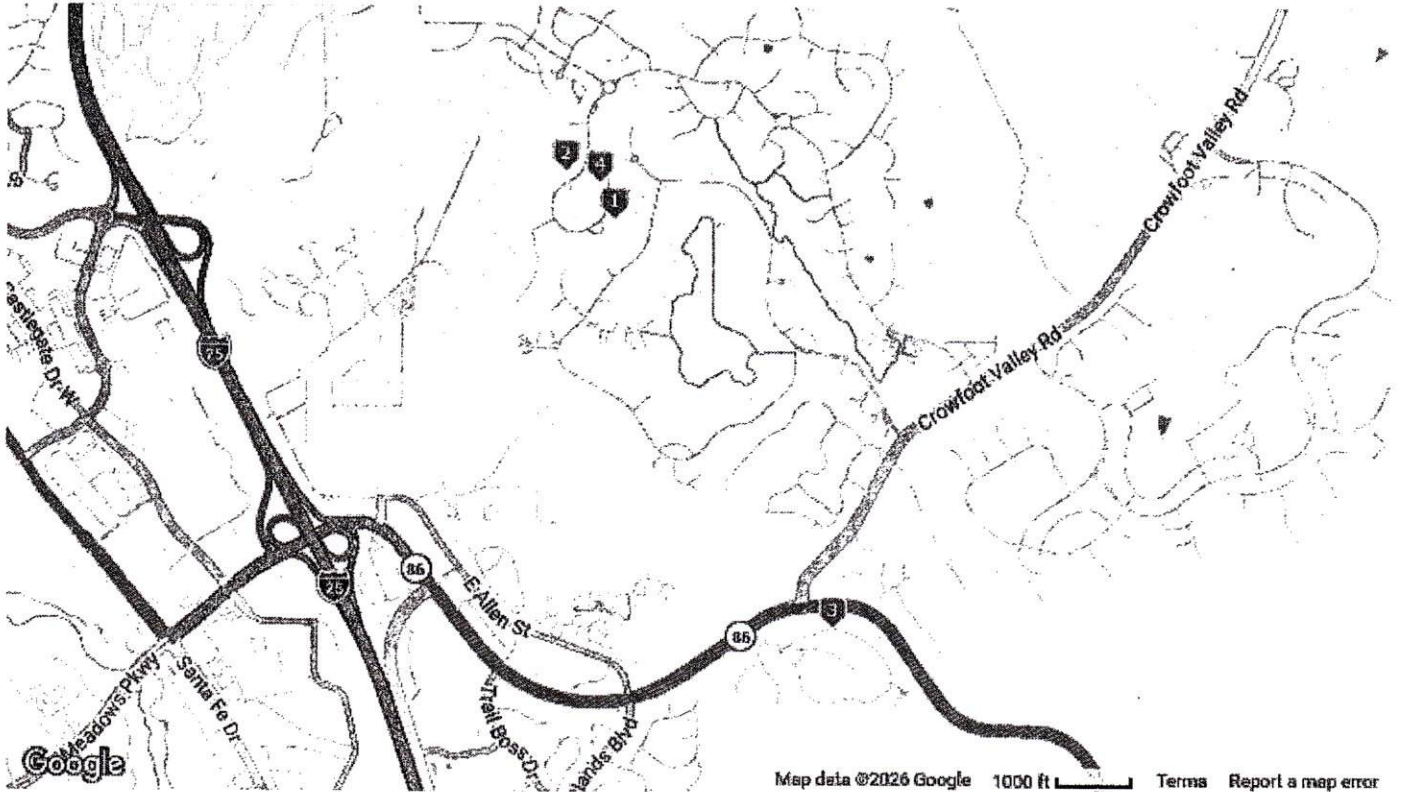 2
4
1
Crowfoot Valley Rd
Castlegate Dr W
25
Crowfoot Valley Rd
86
25
E Allen St
3
86
Meadows Pkwy
Santa Fe Dr
Trail Boss Dr
lands Blvd
Google
Map data ©2026 Google 1000 ft Terms Report a map error